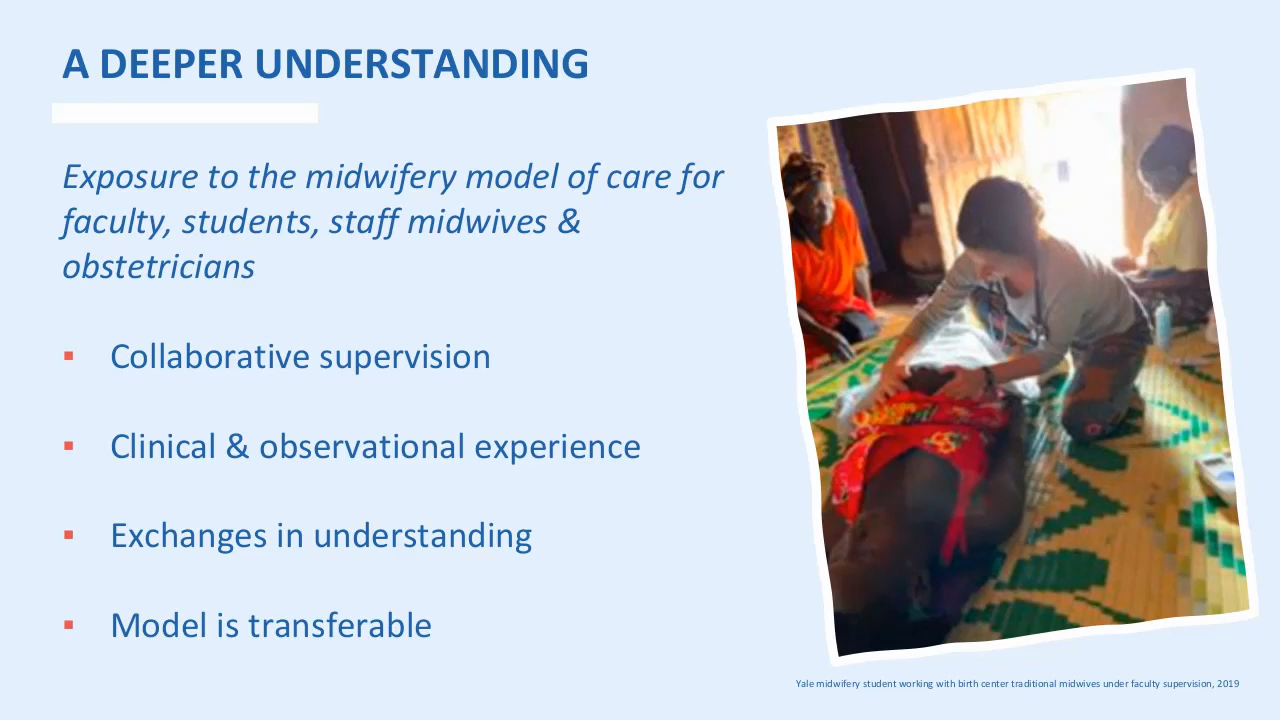 A DEEPER UNDERSTANDING
Exposure to the midwifery model of care for
faculty, students, staff midwives &
obstetricians
▪ Collaborative supervision
▪ Clinical & observational experience
▪ Exchanges in understanding
▪ Model is transferable
Yale midwifery student working with birth center traditional midwives under faculty supervision, 2019